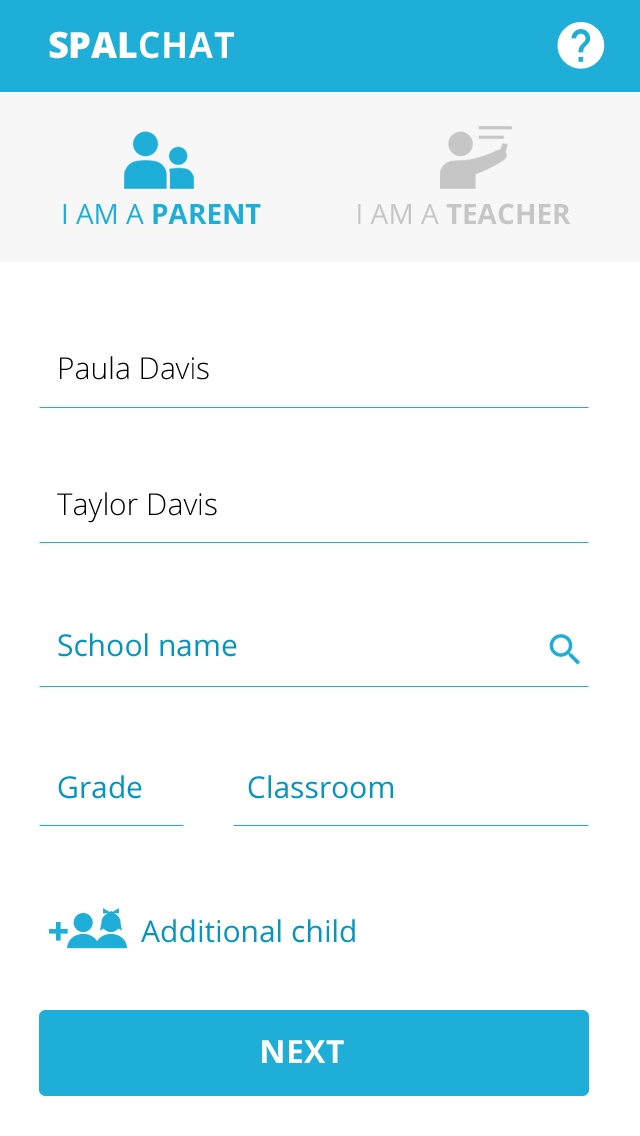 SPALCHAT
I AM A PARENT
I AM A TEACHER
Paula Davis
Taylor Davis
School name
Grade
Classroom
Additional child
NEXT